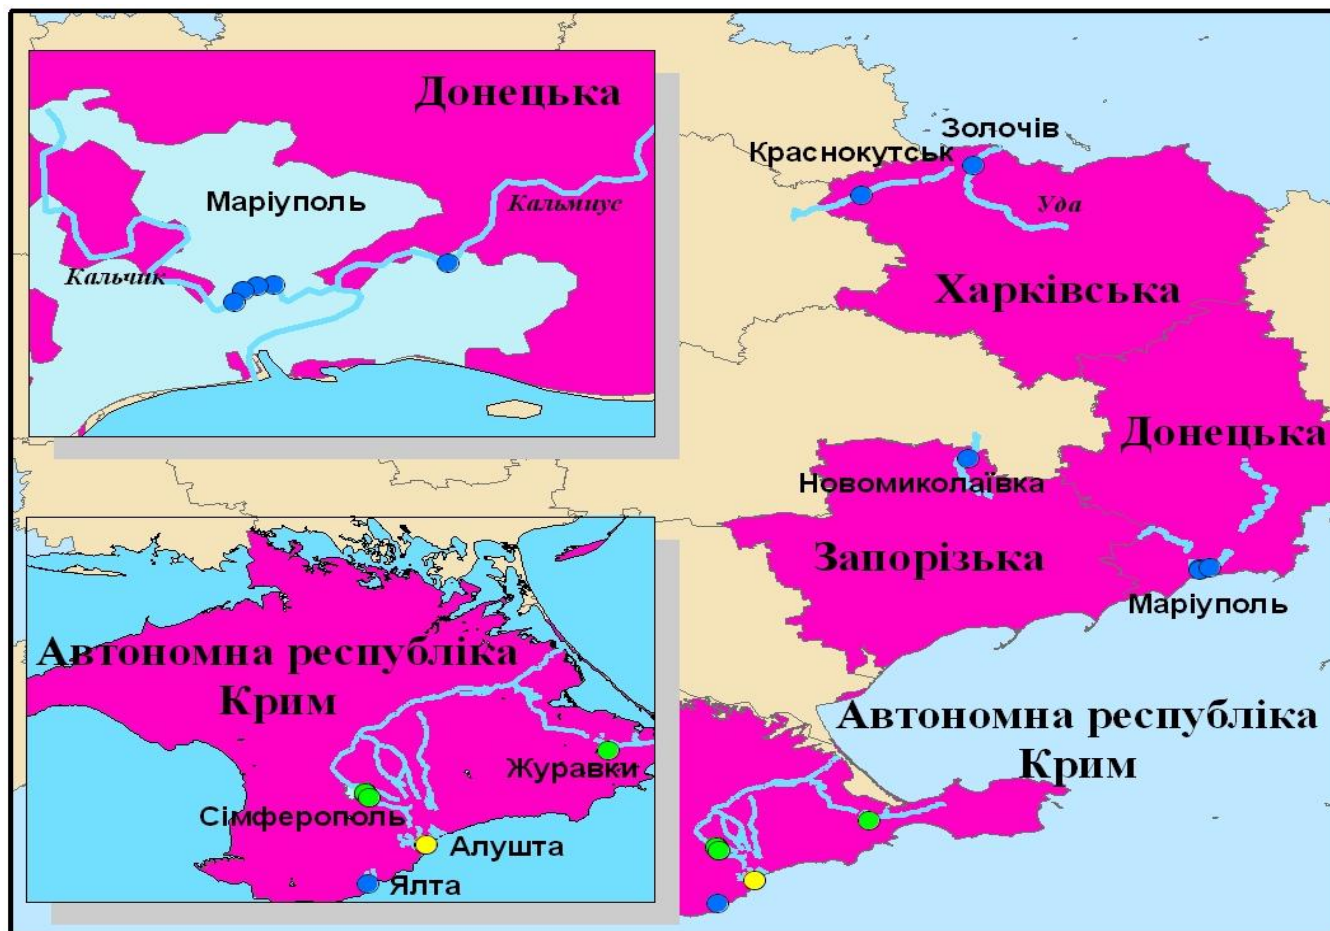 Донецька
Маріуполь
Кальмиус
Кальчик
Золочів
Краснокутськ
Уда
Харківська
Донецька
Новомиколаївка
Запорізька
Маріуполь
Автономна республіка
Крим
Журавки
Сімферополь
Алушта
Ялта
Автономна республіка
Крим